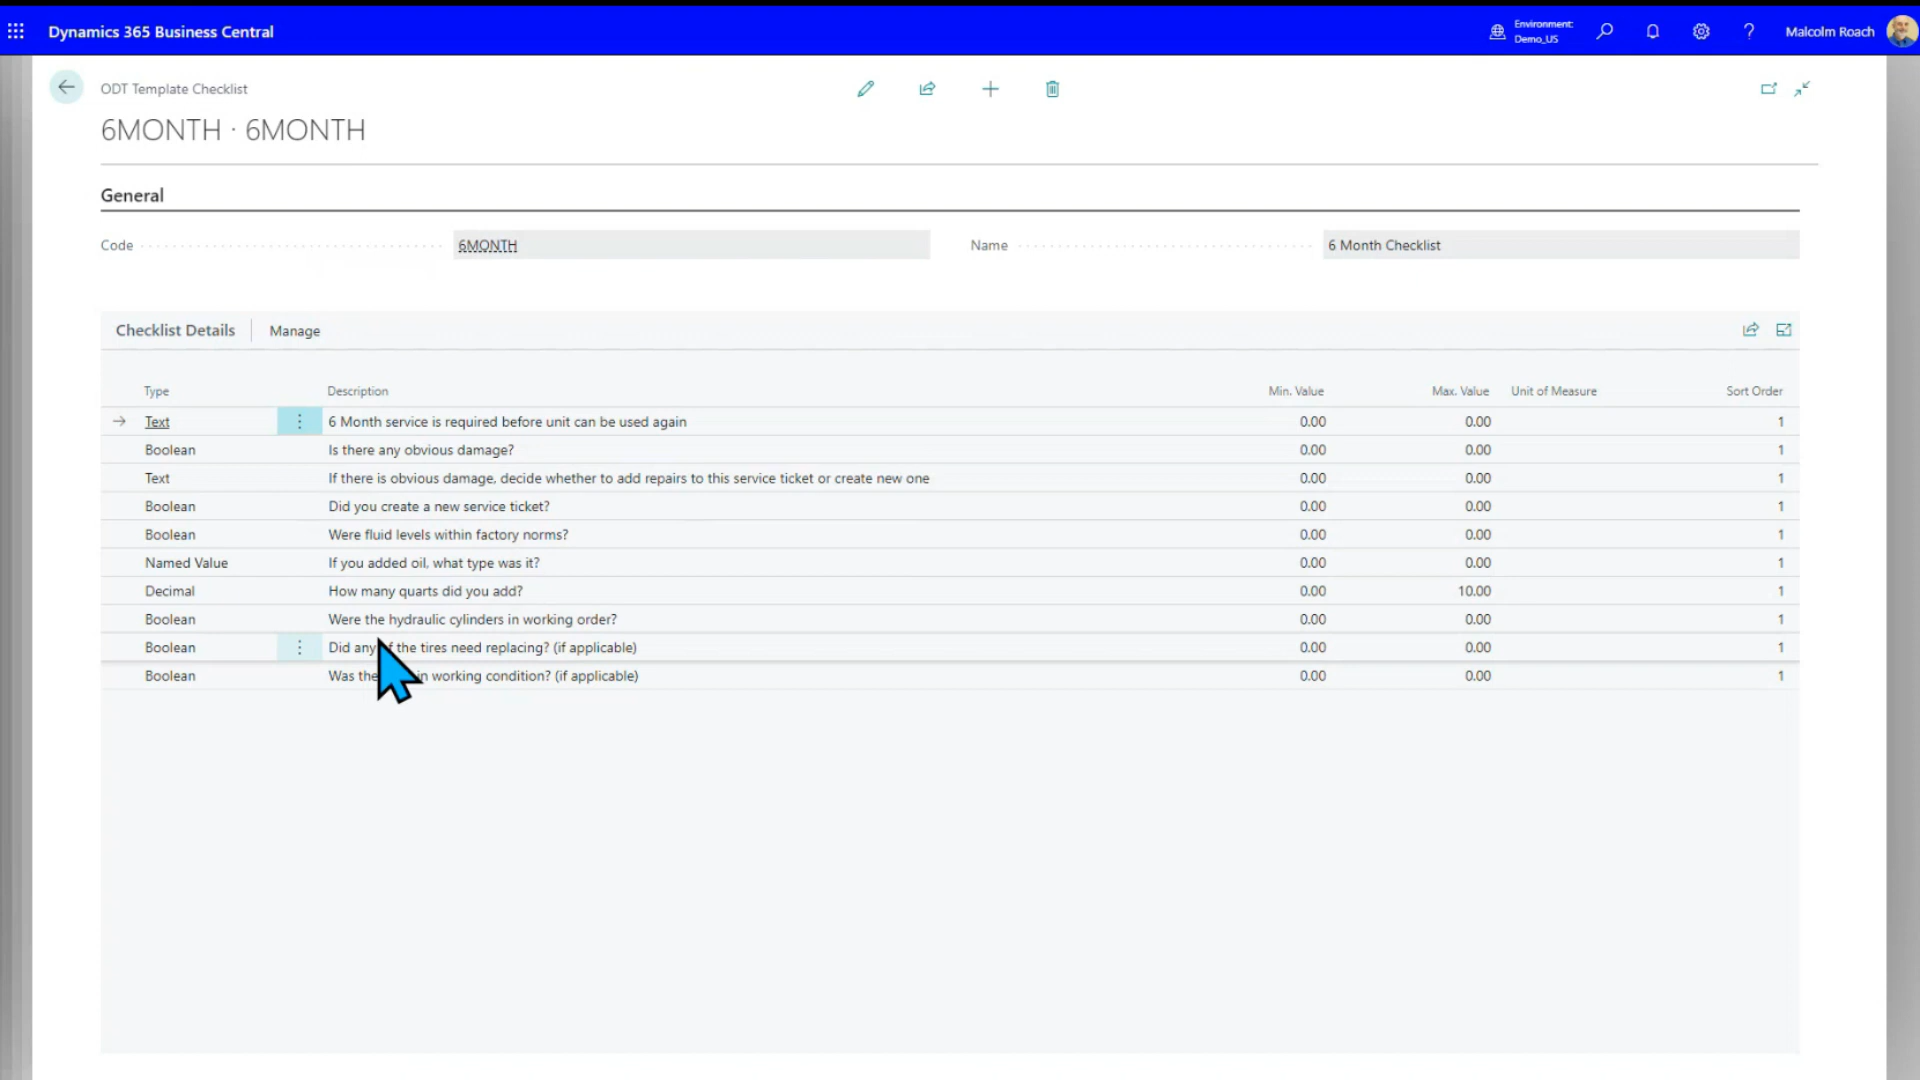 Dynamics 365 Business Central
Environment:
Demo_US
?
Malcolm Roach
ODT Template Checklist
6MONTH · 6MONTH
General
Code 6MONTH Name 6 Month Checklist
Checklist Details Manage
Type Description Min. Value Max. Value Unit of Measure Sort Order
Text 6 Month service is required before unit can be used again 0.00 0.00 1
Boolean Is there any obvious damage? 0.00 0.00 1
Text If there is obvious damage, decide whether to add repairs to this service ticket or create new one 0.00 0.00 1
Boolean Did you create a new service ticket? 0.00 0.00 1
Boolean Were fluid levels within factory norms? 0.00 0.00 1
Named Value If you added oil, what type was it? 0.00 0.00 1
Decimal How many quarts did you add? 0.00 10.00 1
Boolean Were the hydraulic cylinders in working order? 0.00 0.00 1
Boolean Did any of the tires need replacing? (if applicable) 0.00 0.00 1
Boolean Was the in working condition? (if applicable) 0.00 0.00 1